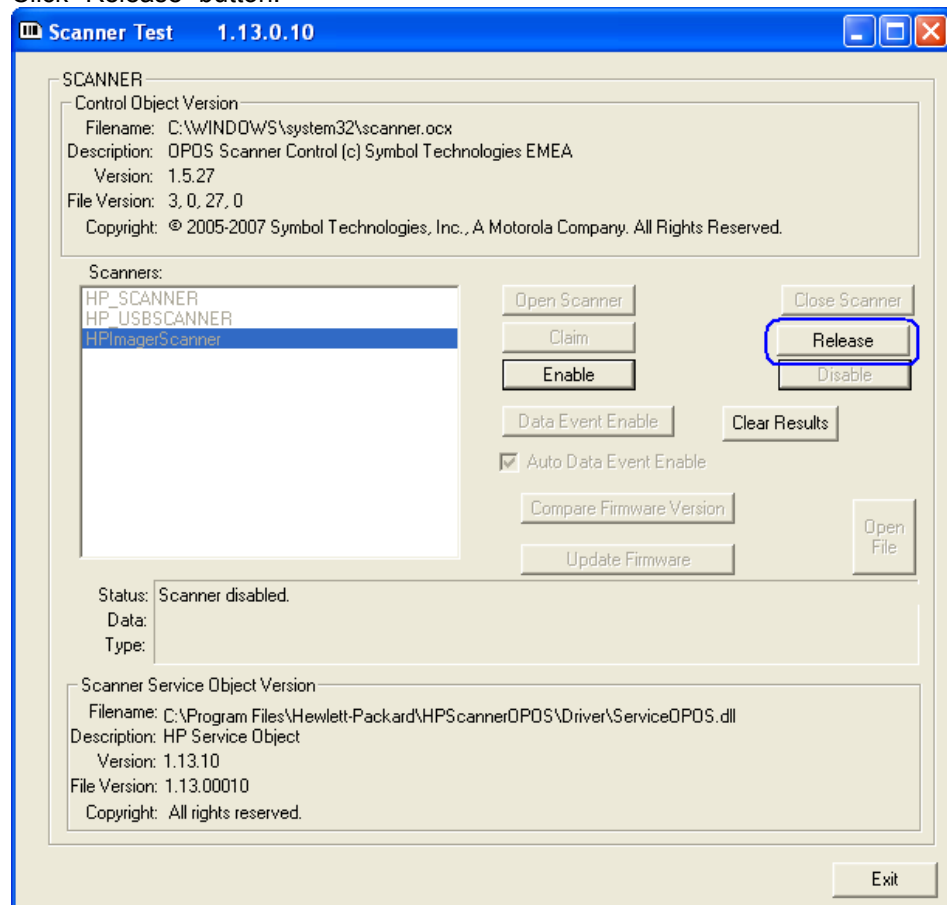 Click "Release" button.
Scanner Test 1.13.0.10
SCANNER
Control Object Version
Filename: C:\WINDOWS\system32\scanner.ocx
Description: OPOS Scanner Control (c) Symbol Technologies EMEA
Version: 1.5.27
File Version: 3, 0, 27, 0
Copyright: © 2005-2007 Symbol Technologies, Inc., A Motorola Company. All Rights Reserved.
Scanners:
HP_SCANNER
HP_USBSCANNER
HPImagerScanner
Open Scanner
Close Scanner
Claim
Release
Enable
Disable
Data Event Enable
Clear Results
Auto Data Event Enable
Compare Firmware Version
Open
File
Update Firmware
Status: Scanner disabled.
Data:
Type:
Scanner Service Object Version
Filename: C:\Program Files\Hewlett-Packard\HPScannerOPOS\Driver\ServiceOPOS.dll
Description: HP Service Object
Version: 1.13.10
File Version: 1.13.00010
Copyright: All rights reserved.
Exit